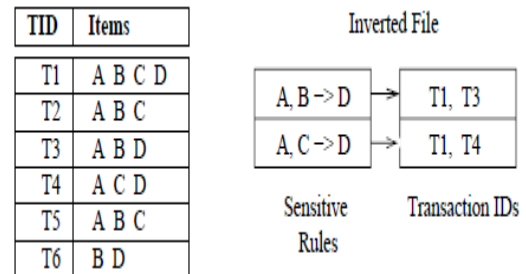 TID Items
T1 A B C D
T2 A B C
T3 A B D
T4 A C D
T5 A B C
T6 B D
Inverted File
A, B –> D T1, T3
A, C –> D T1, T4
Sensitive Rules
Transaction IDs